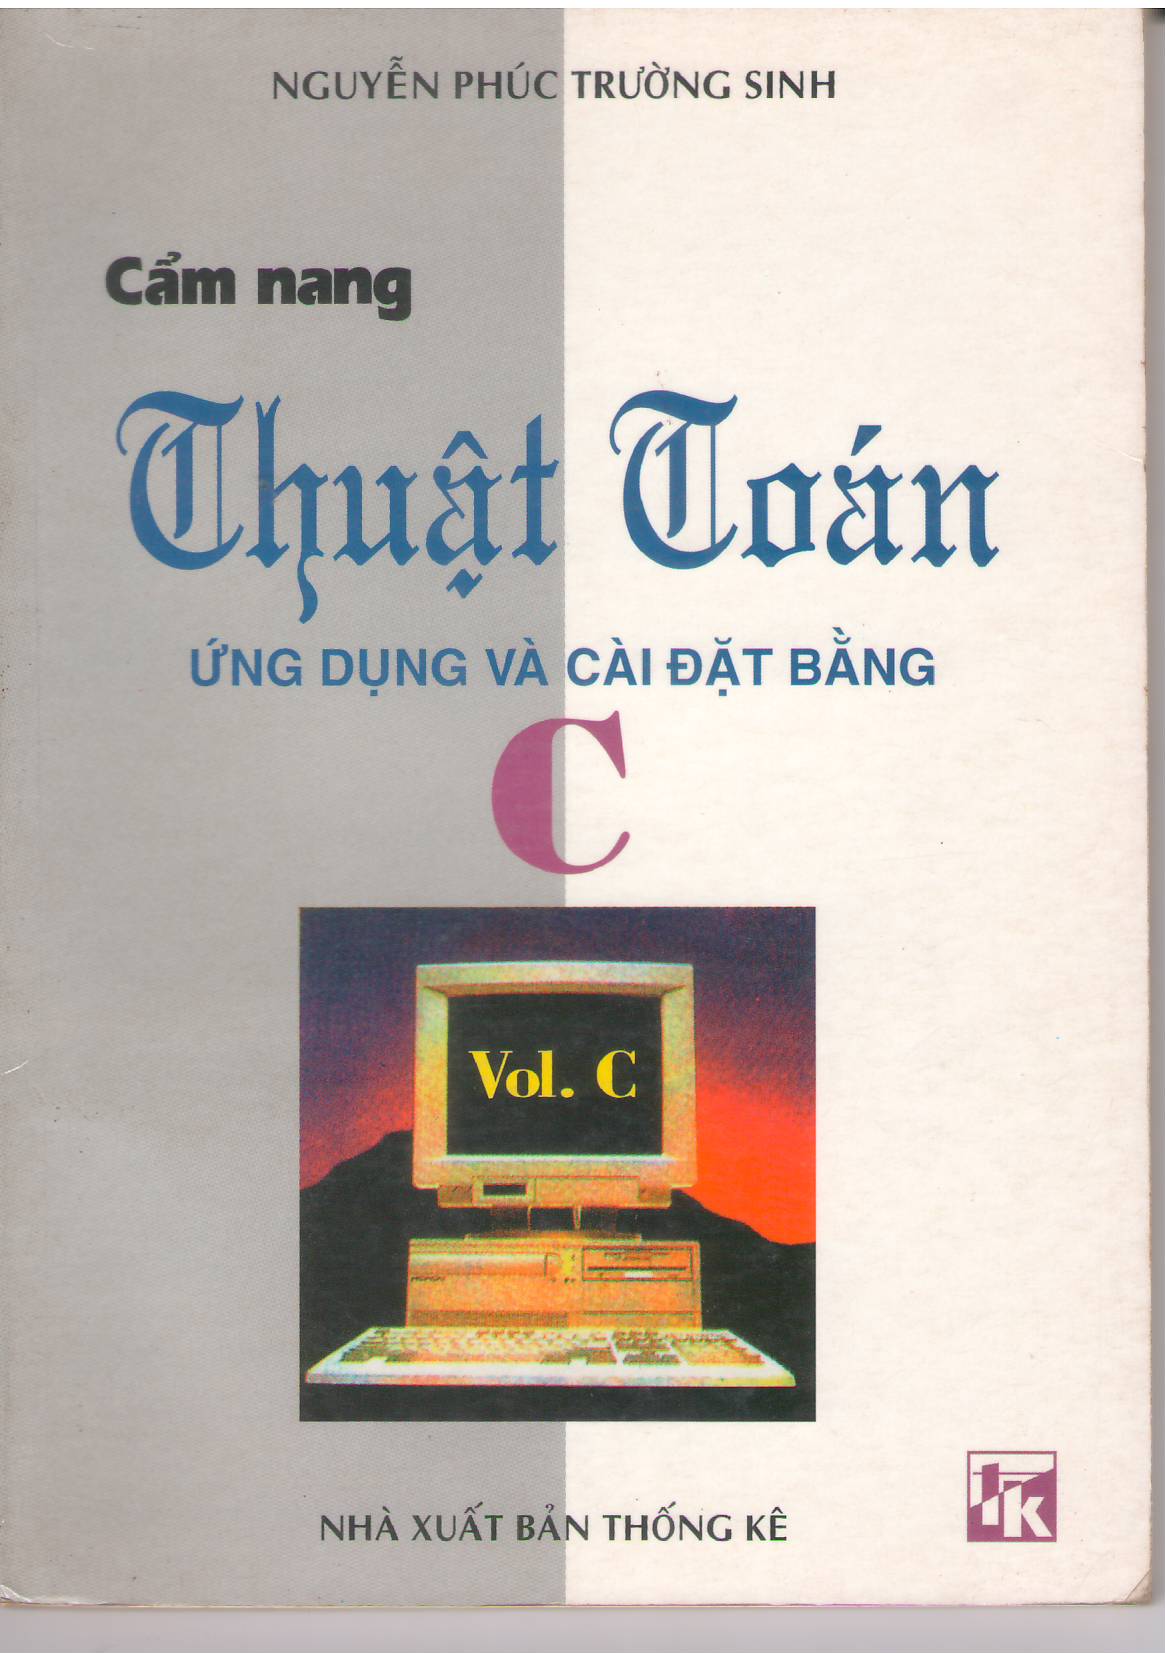 NGUYỄN PHÚC TRƯỜNG SINH
Cẩm nang
Thuật Toán
ỨNG DỤNG VÀ CÀI ĐẶT BẰNG
C
Vol. C
NHÀ XUẤT BẢN THỐNG KÊ
TK